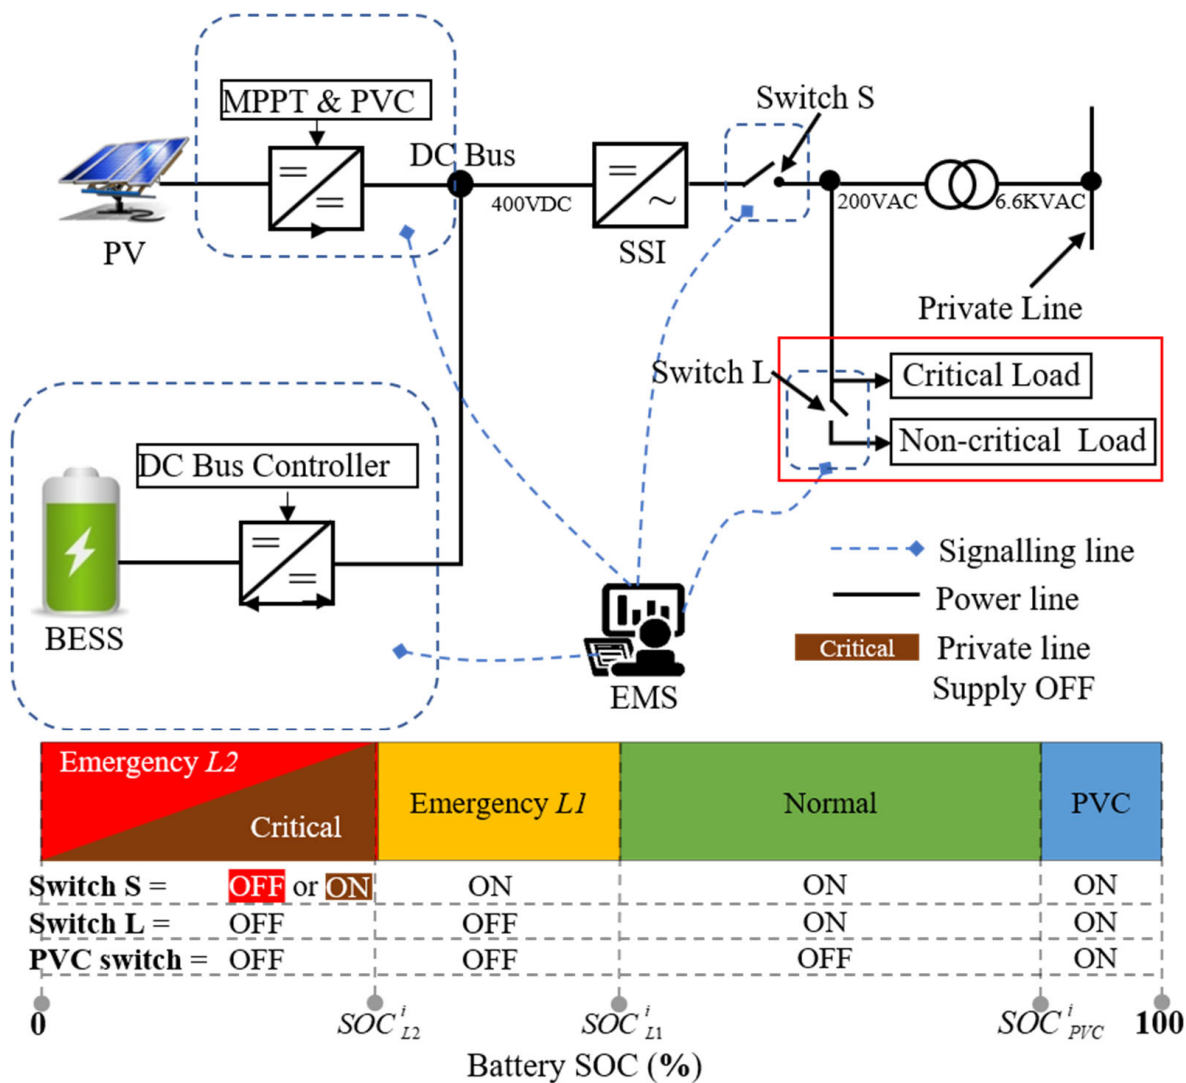 MPPT & PVC
Switch S
DC Bus
400VDC
200VAC
6.6KVAC
PV
SSI
Private Line
Switch L
Critical Load
Non-critical Load
DC Bus Controller
Signalling line
Power line
BESS
Critical
Private line
Supply OFF
EMS
Emergency L2
Critical
Emergency L1
Normal
PVC
Switch S = OFF or ON ON ON ON
Switch L = OFF OFF ON ON
PVC switch = OFF OFF OFF ON
0 SOC^i_L2 SOC^i_L1 SOC^i_PVC 100
Battery SOC (%)